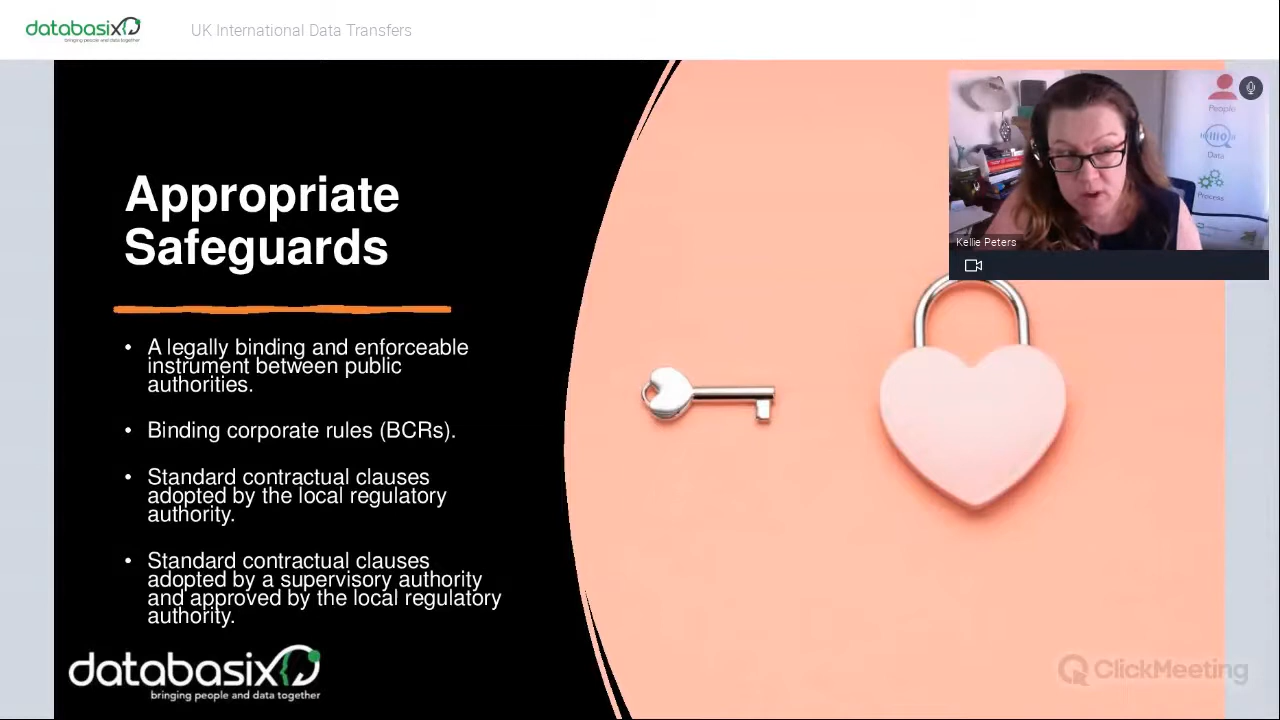 databasix
bringing people and data together
UK International Data Transfers
People
Data
Process
Kellie Peters
Appropriate
Safeguards
• A legally binding and enforceable
instrument between public
authorities.
• Binding corporate rules (BCRs).
• Standard contractual clauses
adopted by the local regulatory
authority.
• Standard contractual clauses
adopted by a supervisory authority
and approved by the local regulatory
authority.
databasix
bringing people and data together
ClickMeeting